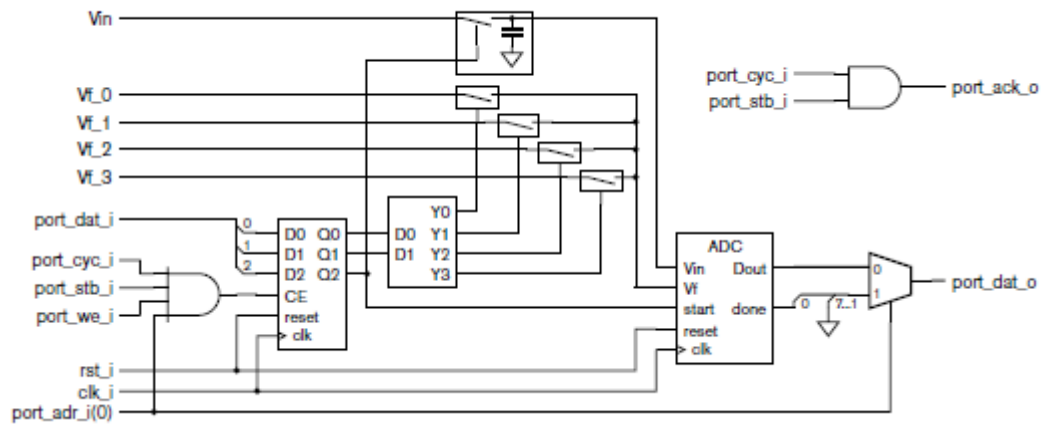 Vin
port_cyc_i
port_stb_i
port_ack_o
Vf_0
Vf_1
Vf_2
Vf_3
port_dat_i
0
1
2
port_cyc_i
port_stb_i
port_we_i
D0 Q0
D1 Q1
D2 Q2
CE
reset
clk
Y0
D0 Y1
D1 Y2
Y3
ADC
Vin Dout
Vf
start done
reset
clk
0
7...1
0
1
port_dat_o
rst_i
clk_i
port_adr_i(0)